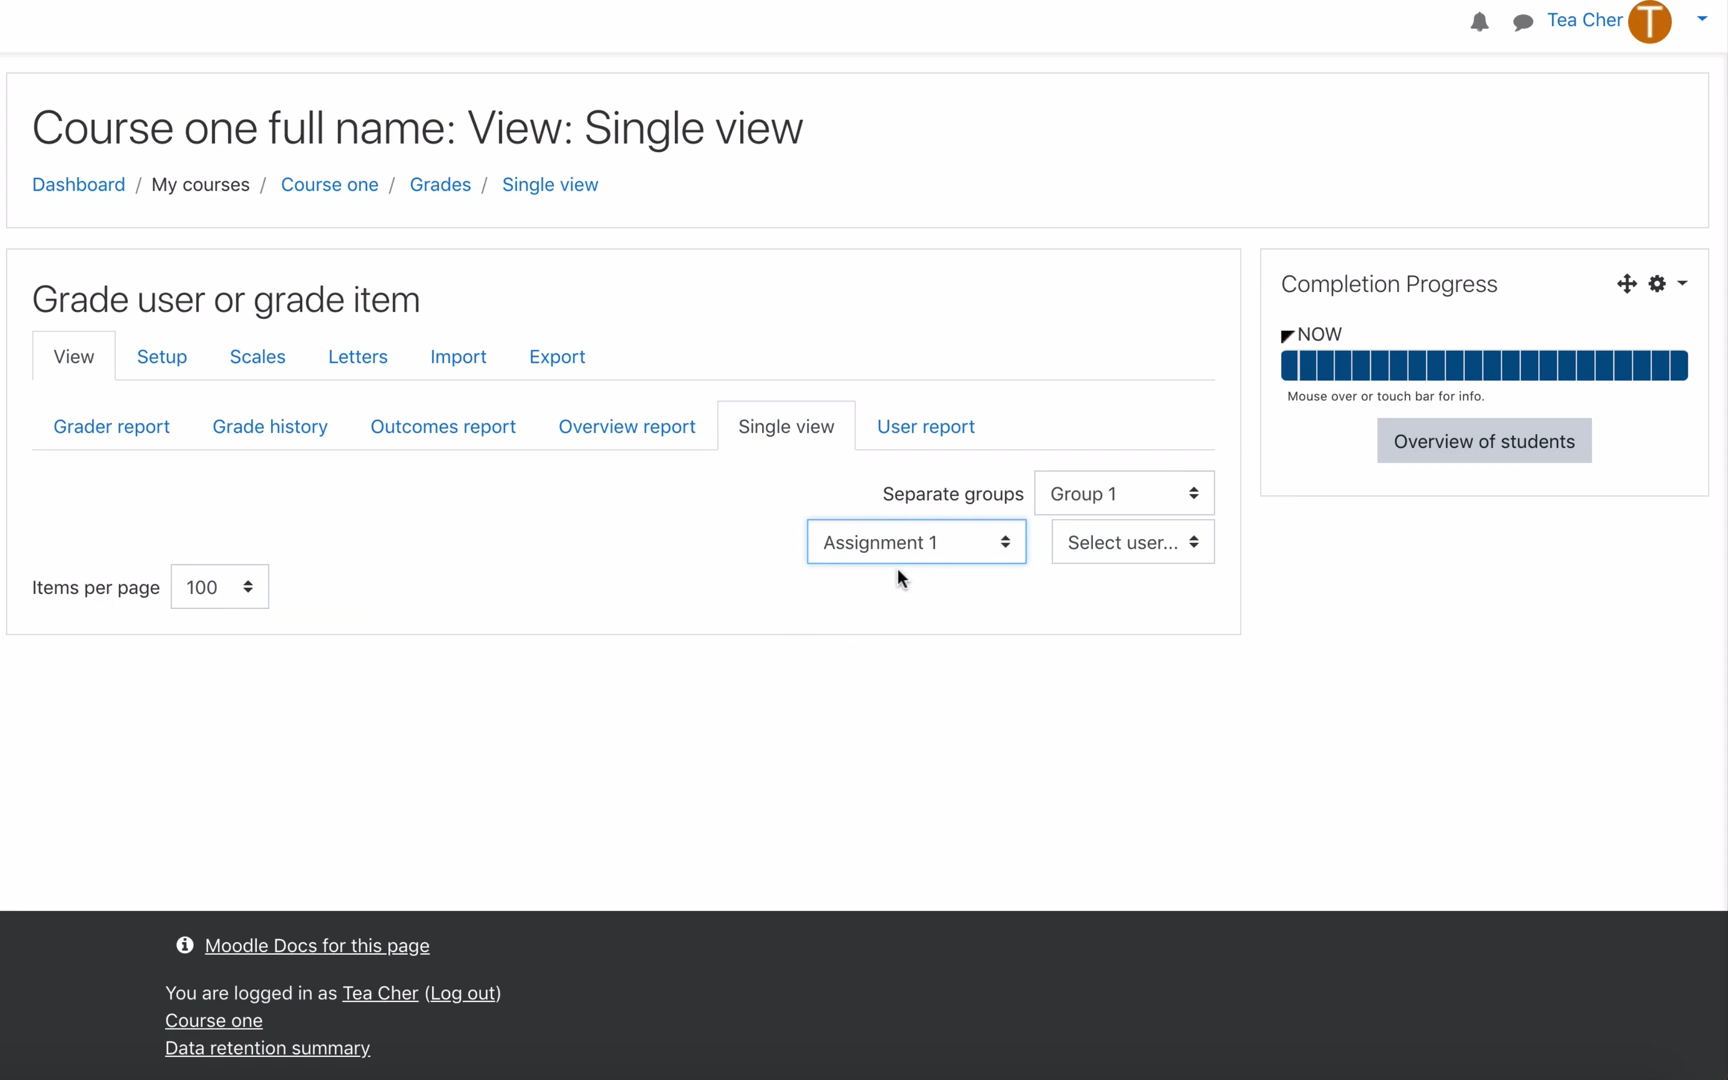 Tea Cher T
Course one full name: View: Single view
Dashboard / My courses / Course one / Grades / Single view
Grade user or grade item
View Setup Scales Letters Import Export
Grader report Grade history Outcomes report Overview report Single view User report
Separate groups Group 1
Assignment 1 Select user...
Items per page 100
Completion Progress
NOW
Mouse over or touch bar for info.
Overview of students
Moodle Docs for this page
You are logged in as Tea Cher (Log out)
Course one
Data retention summary